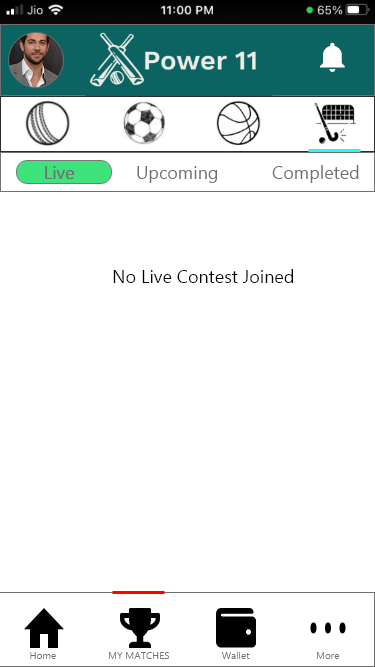 Jio 11:00 PM 65%
Power 11
Live Upcoming Completed
No Live Contest Joined
Home MY MATCHES Wallet More